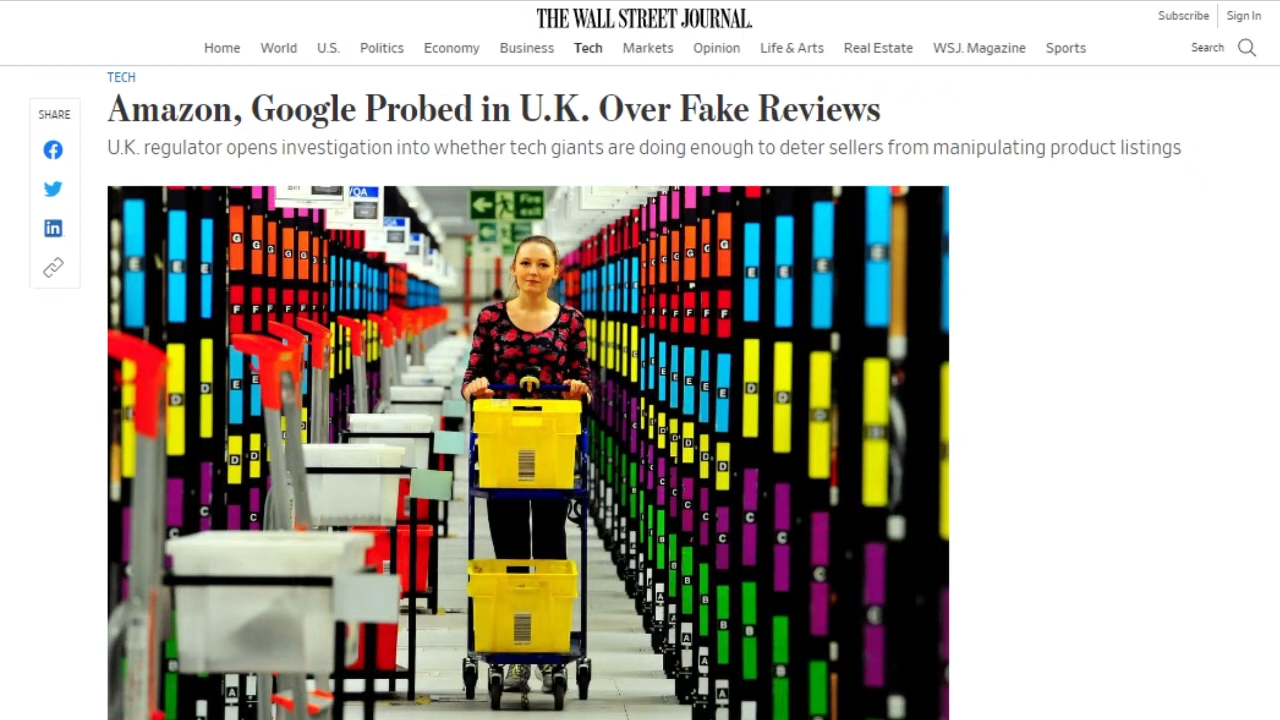 THE WALL STREET JOURNAL.
Subscribe
Sign In
Home World U.S. Politics Economy Business Tech Markets Opinion Life & Arts Real Estate WSJ. Magazine Sports
Search
TECH
Amazon, Google Probed in U.K. Over Fake Reviews
U.K. regulator opens investigation into whether tech giants are doing enough to deter sellers from manipulating product listings
SHARE
Fire
exit